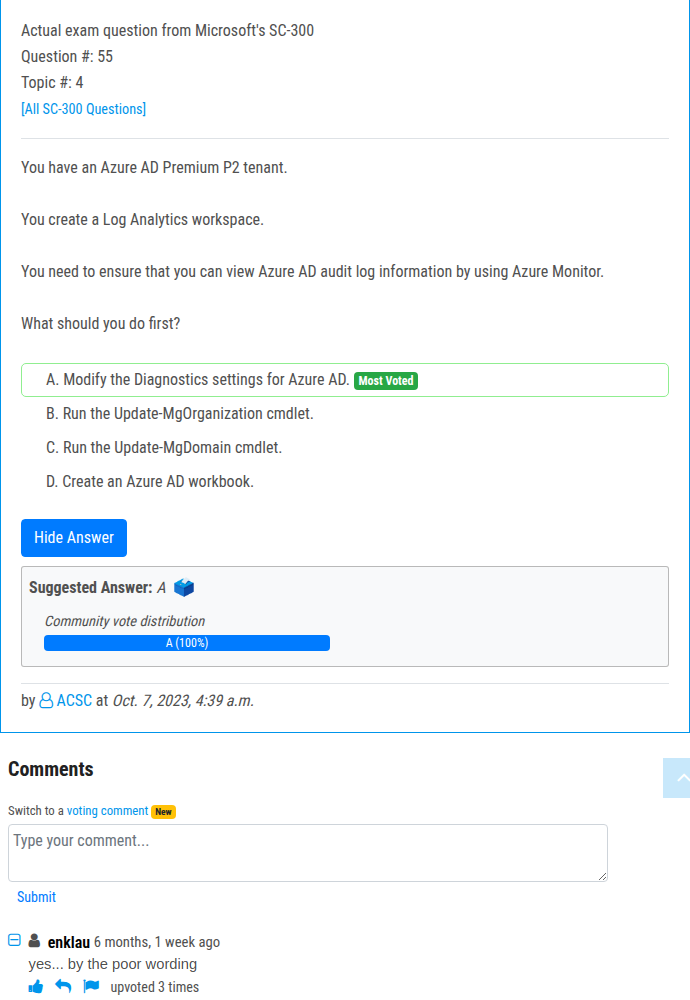 Actual exam question from Microsoft's SC-300
Question #: 55
Topic #: 4
[All SC-300 Questions]
You have an Azure AD Premium P2 tenant.
You create a Log Analytics workspace.
You need to ensure that you can view Azure AD audit log information by using Azure Monitor.
What should you do first?
A. Modify the Diagnostics settings for Azure AD. Most Voted
B. Run the Update-MgOrganization cmdlet.
C. Run the Update-MgDomain cmdlet.
D. Create an Azure AD workbook.
Hide Answer
Suggested Answer: A
Community vote distribution
A (100%)
by ACSC at Oct. 7, 2023, 4:39 a.m.
Comments
Switch to a voting comment New
Type your comment...
Submit
enklau 6 months, 1 week ago
yes... by the poor wording
upvoted 3 times